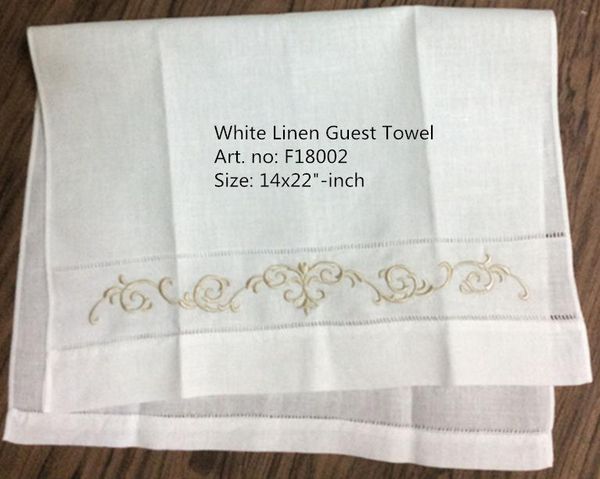 White Linen Guest Towel
Art. no: F18002
Size: 14x22"-inch